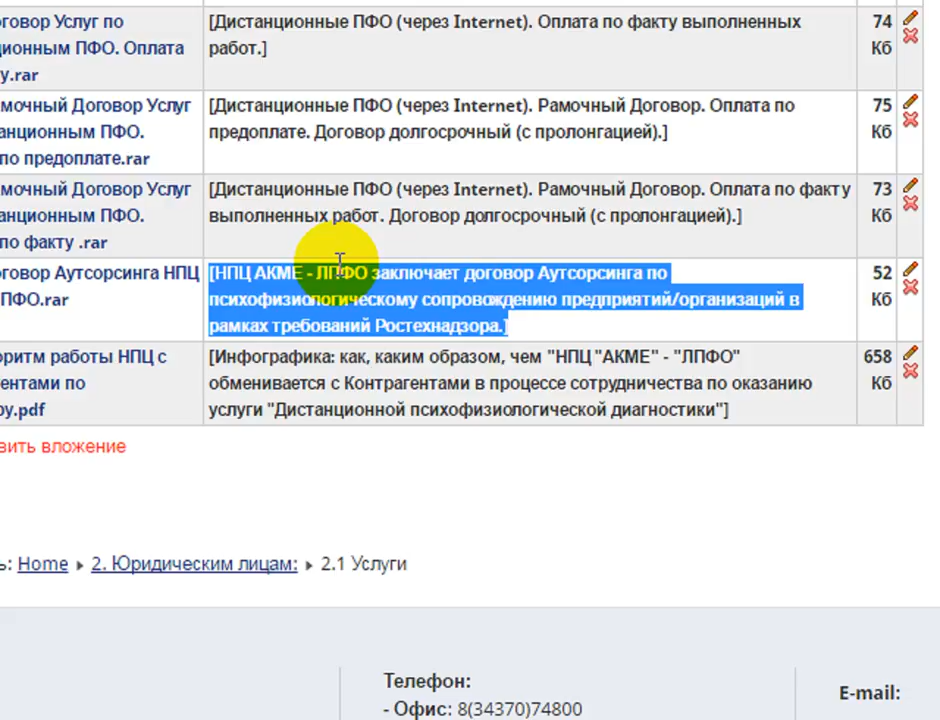 оговор Услуг по
ционным ПФО. Оплата
у.rar
[Дистанционные ПФО (через Internet). Оплата по факту выполненных
работ.]
74
Кб
мочный Договор Услуг
анционным ПФО.
по предоплате.rar
[Дистанционные ПФО (через Internet). Рамочный Договор. Оплата по
предоплате. Договор долгосрочный (с пролонгацией).]
75
Кб
мочный Договор Услуг
анционным ПФО.
по факту .rar
[Дистанционные ПФО (через Internet). Рамочный Договор. Оплата по факту
выполненных работ. Договор долгосрочный (с пролонгацией).]
73
Кб
оговор Аутсорсинга НПЦ
ПФО.rar
[НПЦ АКМЕ - ЛПФО заключает договор Аутсорсинга по
психофизиологическому сопровождению предприятий/организаций в
рамках требований Ростехнадзора.]
52
Кб
оритм работы НПЦ с
ентами по
ру.pdf
[Инфографика: как, каким образом, чем "НПЦ "АКМЕ" - "ЛПФО"
обменивается с Контрагентами в процессе сотрудничества по оказанию
услуги "Дистанционной психофизиологической диагностики"]
658
Кб
вить вложение
ь: Home ▸ 2. Юридическим лицам: ▸ 2.1 Услуги
Телефон:
- Офис: 8(34370)74800
E-mail: